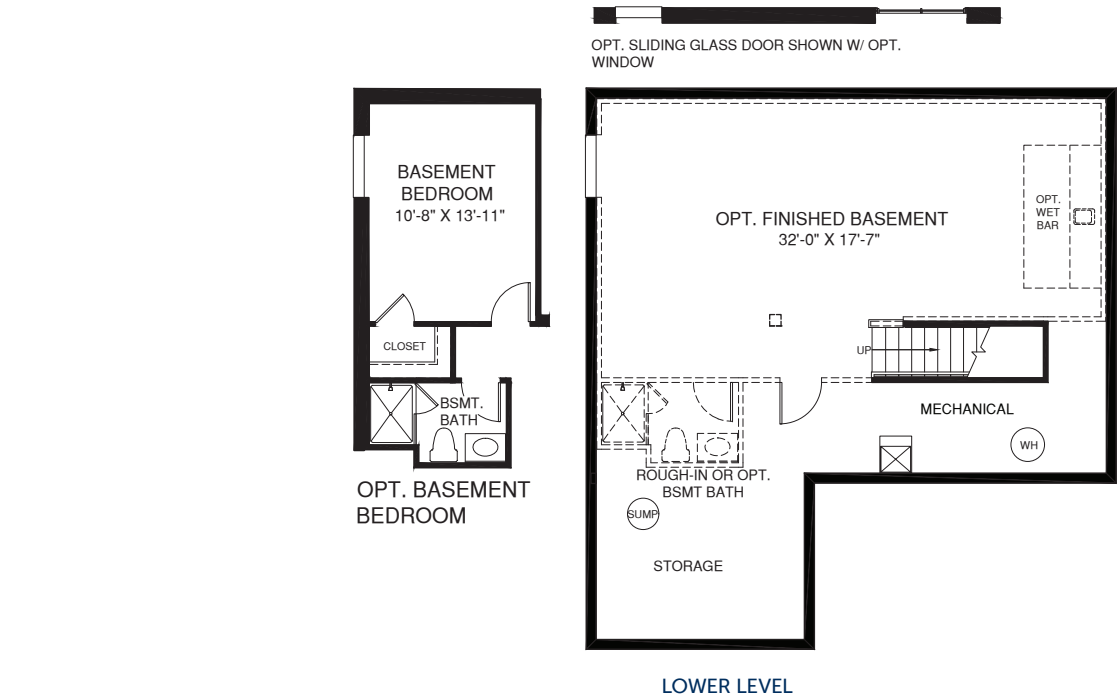 OPT. SLIDING GLASS DOOR SHOWN W/ OPT.
WINDOW
BASEMENT
BEDROOM
10'-8" X 13'-11"
CLOSET
BSMT.
BATH
OPT. BASEMENT
BEDROOM
OPT. FINISHED BASEMENT
32'-0" X 17'-7"
OPT.
WET
BAR
UP
MECHANICAL
WH
ROUGH-IN OR OPT.
BSMT BATH
SUMP
STORAGE
LOWER LEVEL